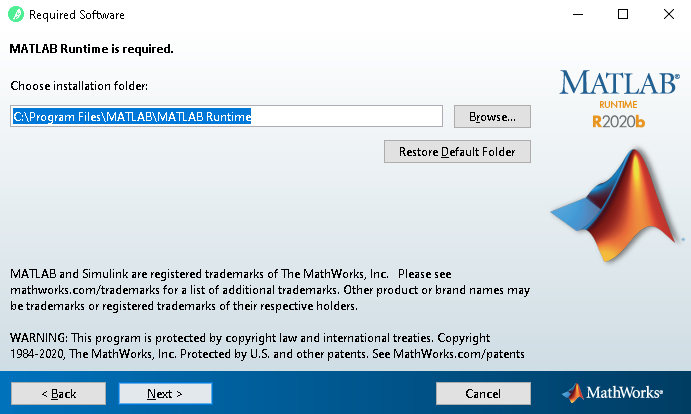 Required Software
MATLAB Runtime is required.
Choose installation folder:
C:\Program Files\MATLAB\MATLAB Runtime
Browse...
Restore Default Folder
MATLAB®
RUNTIME
R2020b
MATLAB and Simulink are registered trademarks of The MathWorks, Inc. Please see
mathworks.com/trademarks for a list of additional trademarks. Other product or brand names may
be trademarks or registered trademarks of their respective holders.
WARNING: This program is protected by copyright law and international treaties. Copyright
1984-2020, The MathWorks, Inc. Protected by U.S. and other patents. See MathWorks.com/patents
< Back
Next >
Cancel
MathWorks®